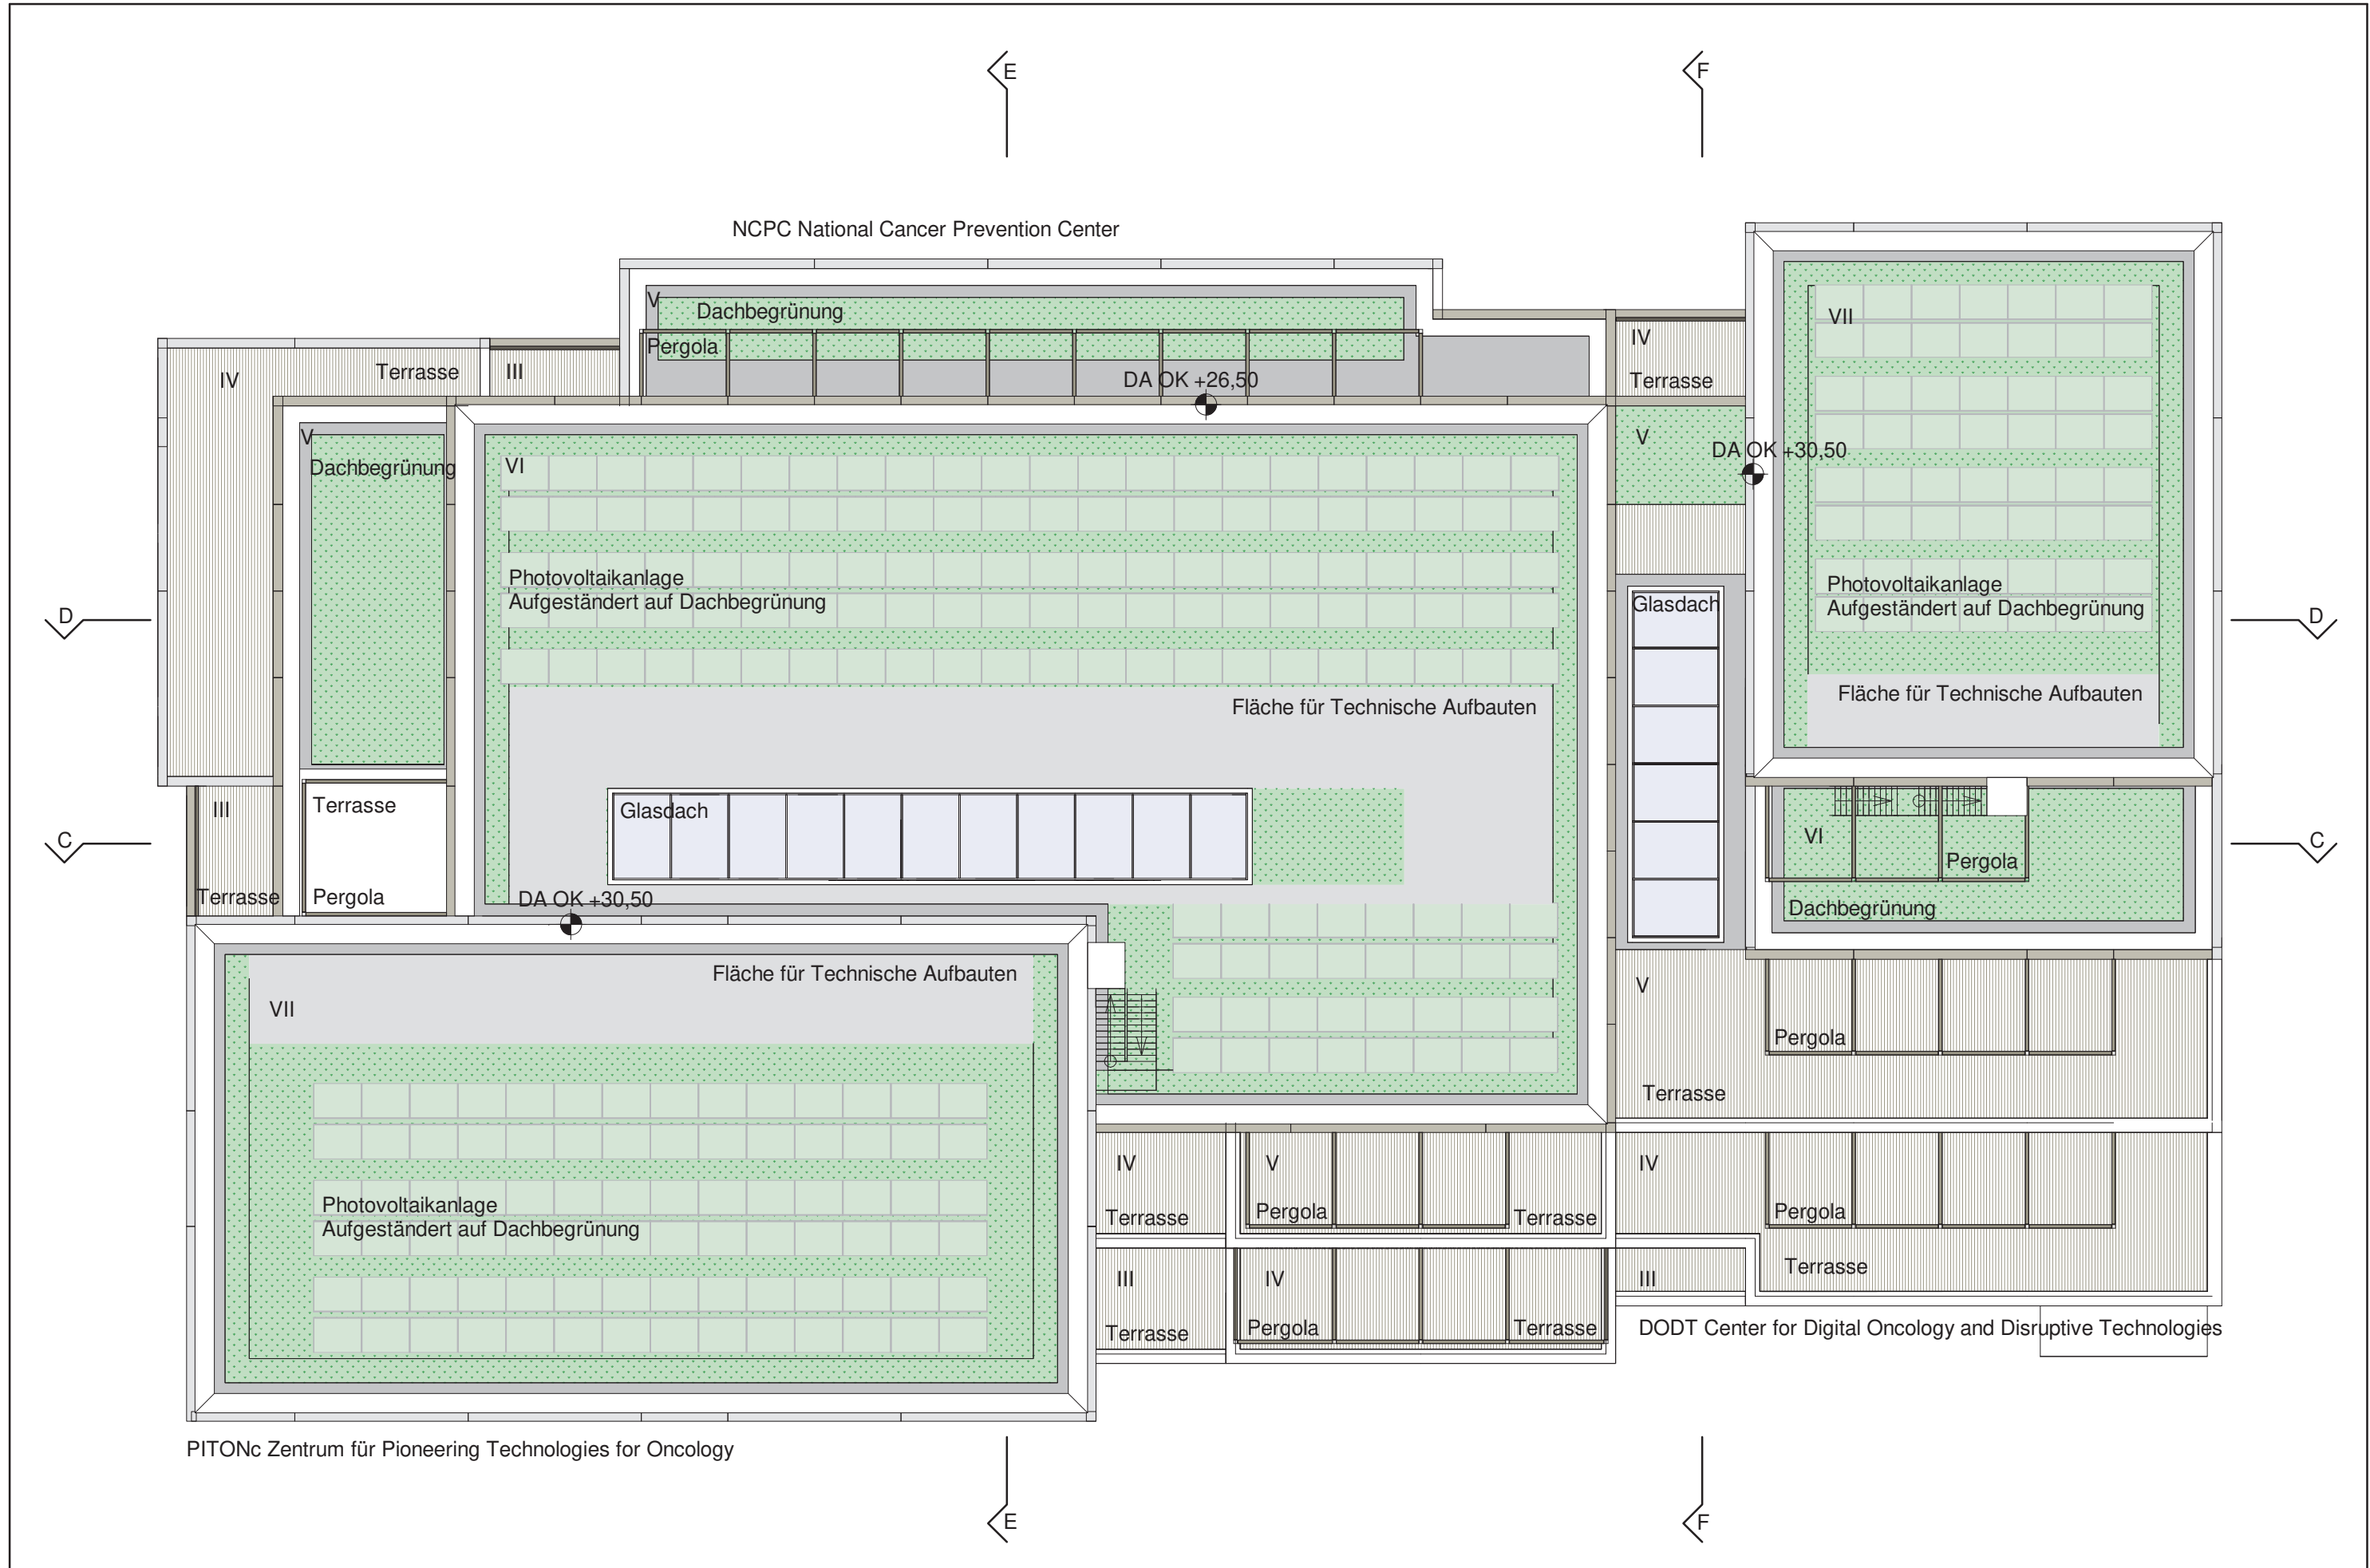 E
F
NCPC National Cancer Prevention Center
V
Dachbegrünung
Pergola
DA OK +26,50
IV
Terrasse
III
IV
Terrasse
VII
V
Dachbegrünung
VI
V
DA OK +30,50
Photovoltaikanlage
Aufgeständert auf Dachbegrünung
Glasdach
Photovoltaikanlage
Aufgeständert auf Dachbegrünung
D
D
Fläche für Technische Aufbauten
Fläche für Technische Aufbauten
III
Terrasse
Terrasse
Pergola
Glasdach
C
C
VI
Pergola
Dachbegrünung
DA OK +30,50
Fläche für Technische Aufbauten
VII
V
Pergola
Terrasse
Photovoltaikanlage
Aufgeständert auf Dachbegrünung
IV
Terrasse
V
Pergola
Terrasse
IV
Pergola
Terrasse
III
Terrasse
IV
Pergola
Terrasse
III
DODT Center for Digital Oncology and Disruptive Technologies
PITONc Zentrum für Pioneering Technologies for Oncology
E
F